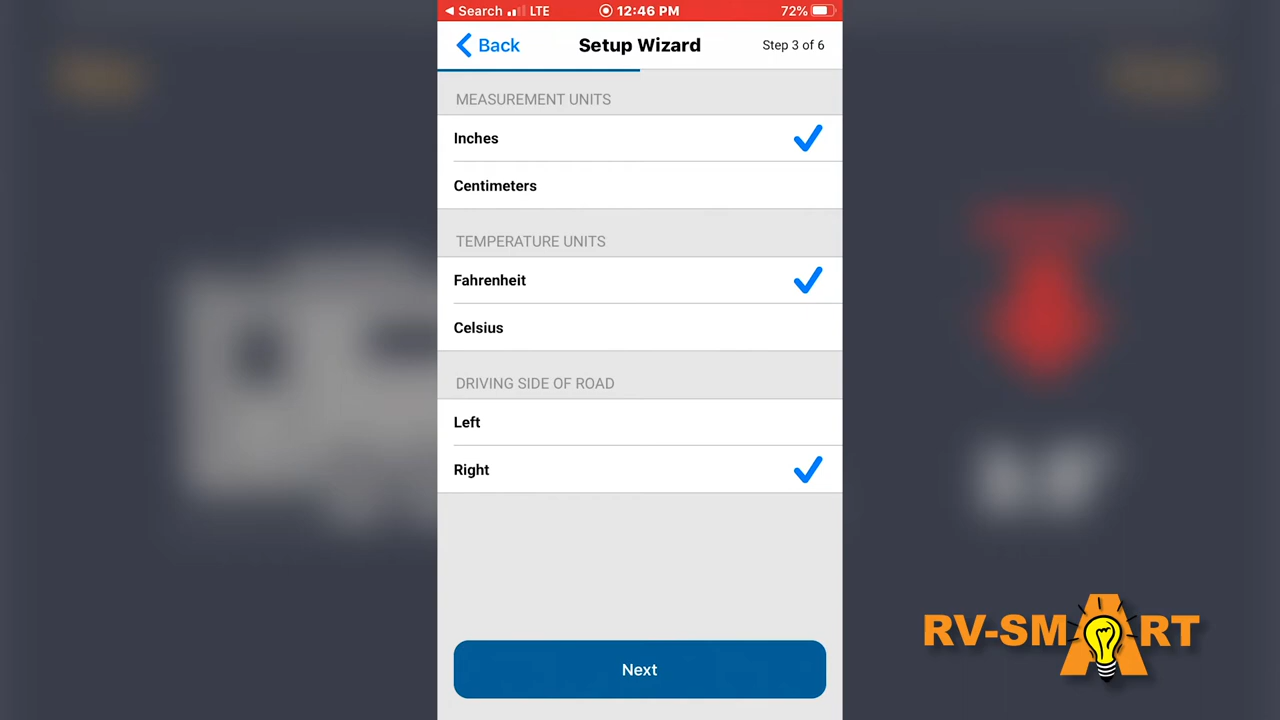 Search LTE 12:46 PM 72%
Back Setup Wizard Step 3 of 6
MEASUREMENT UNITS
Inches
Centimeters
TEMPERATURE UNITS
Fahrenheit
Celsius
DRIVING SIDE OF ROAD
Left
Right
Next
RV-SMART